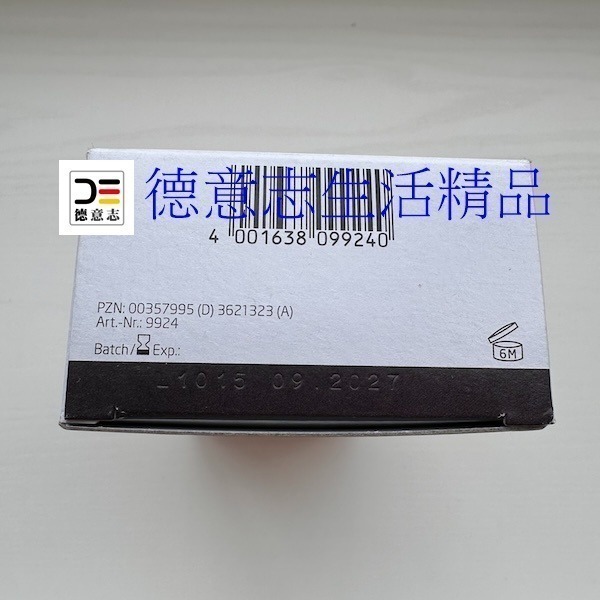 DE
德意志
德意志生活精品
4 001638 099240
PZN: 00357995 (D) 3621323 (A)
Art.-Nr.: 9924
Batch/ Exp.:
6M
L1015 09.2027